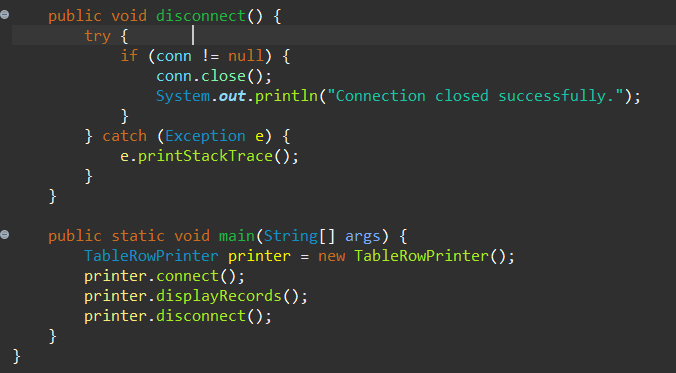 public void disconnect() {
try {
if (conn != null) {
conn.close();
System.out.println("Connection closed successfully.");
}
} catch (Exception e) {
e.printStackTrace();
}
}
public static void main(String[] args) {
TableRowPrinter printer = new TableRowPrinter();
printer.connect();
printer.displayRecords();
printer.disconnect();
}
}